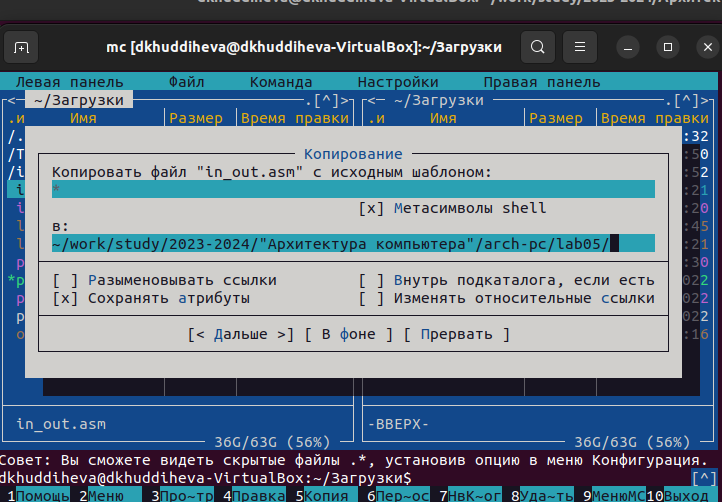 mc [dkhuddiheva@dkhuddiheva-VirtualBox]:~/Загрузки
Левая панель Файл Команда Настройки Правая панель
<— ~/Загрузки .[^]> <— ~/Загрузки .[^]>
.и Имя Размер Время правки .и Имя Размер Время правки
/. :32
/T :50
/i :52
i :21
i :20
l :45
l :21
p :30
*p 022
p 022
p 022
o :16
Копирование
Копировать файл "in_out.asm" с исходным шаблоном:
*
[x] Метасимволы shell
в:
~/work/study/2023-2024/"Архитектура компьютера"/arch-pc/lab05/
[ ] Разыменовывать ссылки [ ] Внутрь подкаталога, если есть
[x] Сохранять атрибуты [ ] Изменять относительные ссылки
[< Дальше >] [ В фоне ] [ Прервать ]
in_out.asm -ВВЕРХ-
36G/63G (56%) 36G/63G (56%)
Совет: Вы сможете видеть скрытые файлы .*, установив опцию в меню Конфигурация.
dkhuddiheva@dkhuddiheva-VirtualBox:~/Загрузки$ [^]
1Помощь 2Меню 3Про~тр 4Правка 5Копия 6Пер~ос 7НвК~ог 8Уда~ть 9МенюMC 10Выход